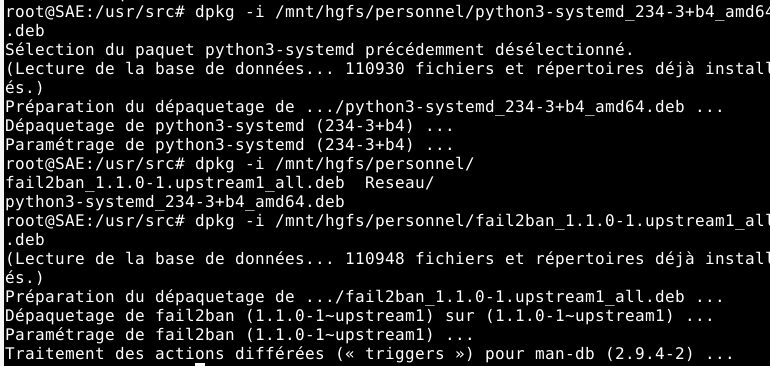 root@SAE:/usr/src# dpkg -i /mnt/hgfs/personnel/python3-systemd_234-3+b4_amd64
.deb
Sélection du paquet python3-systemd précédemment désélectionné.
(Lecture de la base de données... 110930 fichiers et répertoires déjà install
és.)
Préparation du dépaquetage de .../python3-systemd_234-3+b4_amd64.deb ...
Dépaquetage de python3-systemd (234-3+b4) ...
Paramétrage de python3-systemd (234-3+b4) ...
root@SAE:/usr/src# dpkg -i /mnt/hgfs/personnel/
fail2ban_1.1.0-1.upstream1_all.deb  Reseau/
python3-systemd_234-3+b4_amd64.deb
root@SAE:/usr/src# dpkg -i /mnt/hgfs/personnel/fail2ban_1.1.0-1.upstream1_all
.deb
(Lecture de la base de données... 110948 fichiers et répertoires déjà install
és.)
Préparation du dépaquetage de .../fail2ban_1.1.0-1.upstream1_all.deb ...
Dépaquetage de fail2ban (1.1.0-1~upstream1) sur (1.1.0-1~upstream1) ...
Paramétrage de fail2ban (1.1.0-1~upstream1) ...
Traitement des actions différées (« triggers ») pour man-db (2.9.4-2) ...